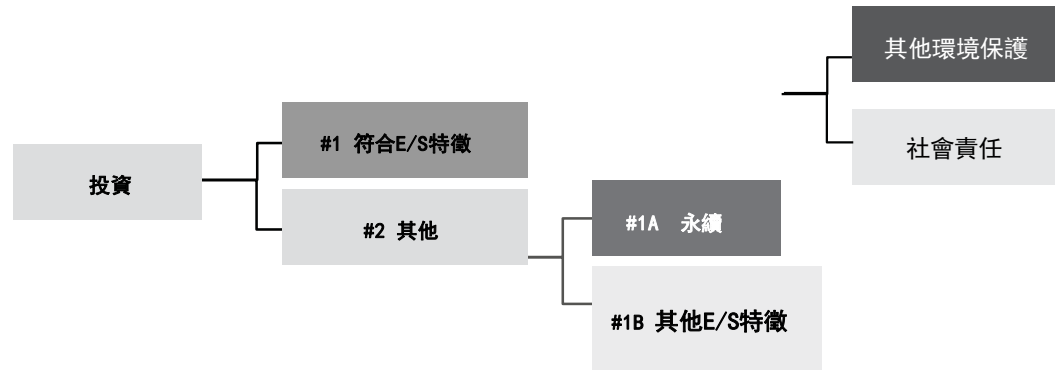 投資
#1 符合E/S特徵
#2 其他
#1A 永續
#1B 其他E/S特徵
其他環境保護
社會責任